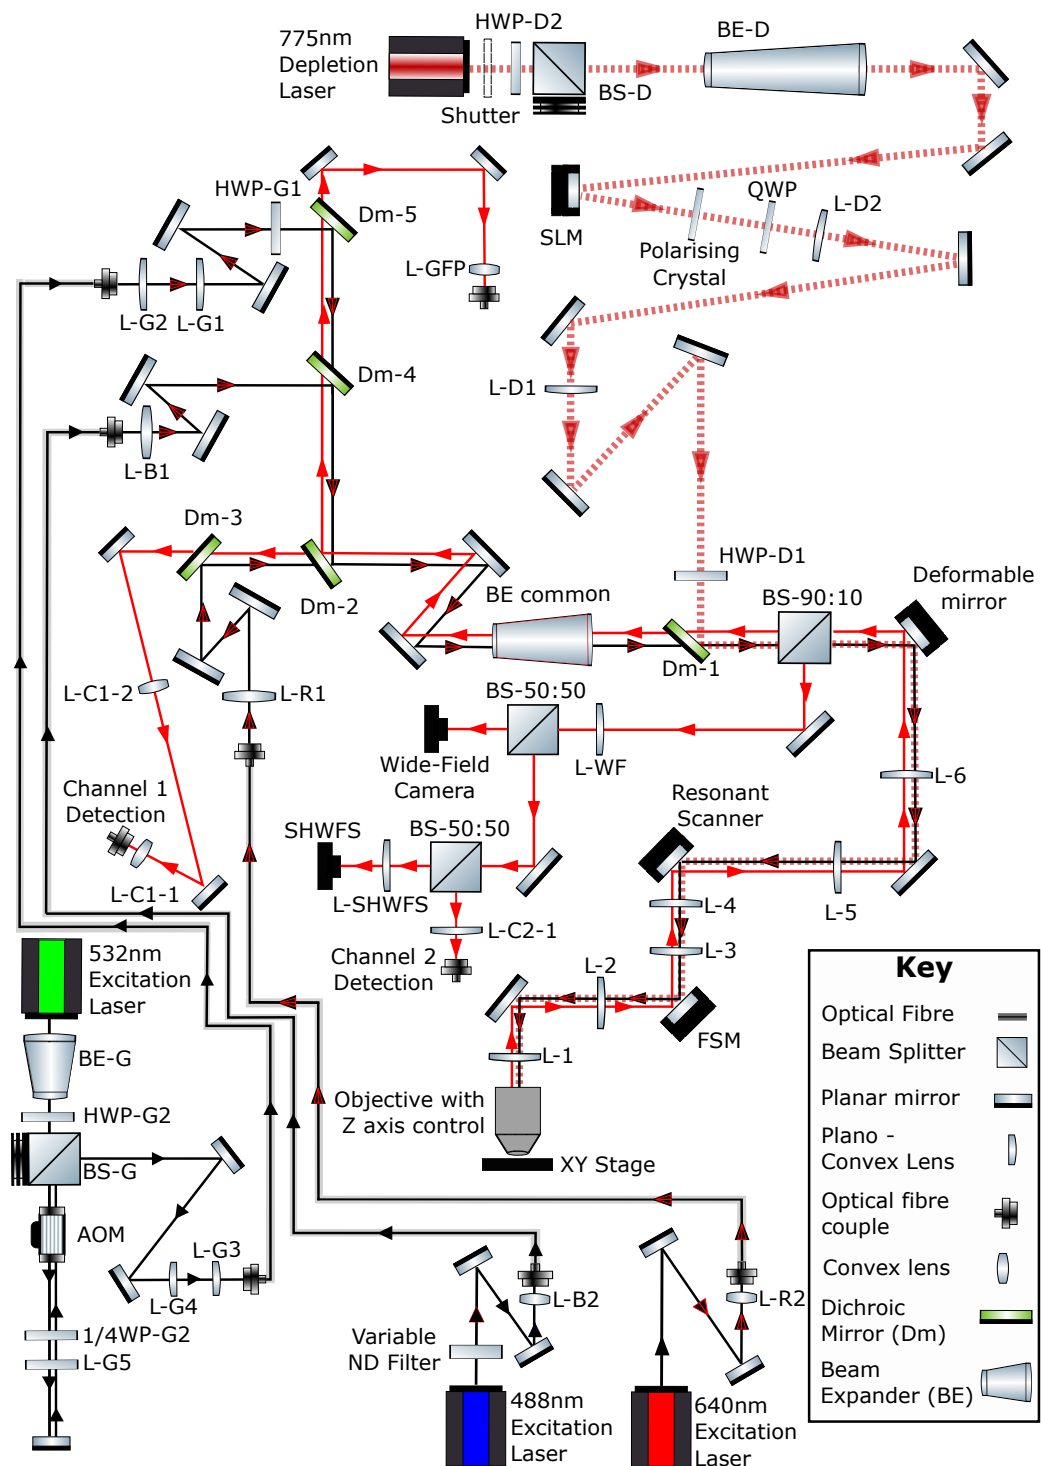 775nm
Depletion
Laser
HWP-D2
Shutter
BS-D
BE-D
HWP-G1
Dm-5
SLM
QWP
L-D2
Polarising
Crystal
L-GFP
L-G2
L-G1
Dm-4
L-D1
L-B1
Dm-3
Dm-2
HWP-D1
BE common
Deformable
mirror
BS-90:10
Dm-1
L-C1-2
L-R1
BS-50:50
L-WF
Wide-Field
Camera
L-6
Resonant
Scanner
Channel 1
Detection
SHWFS
BS-50:50
L-C1-1
L-SHWFS
L-5
L-4
L-C2-1
L-3
Channel 2
Detection
L-2
532nm
Excitation
Laser
FSM
L-1
BE-G
HWP-G2
Objective with
Z axis control
BS-G
XY Stage
AOM
L-G3
L-G4
1/4WP-G2
L-G5
L-B2
L-R2
Variable
ND Filter
488nm
Excitation
Laser
640nm
Excitation
Laser
Key
Optical Fibre
Beam Splitter
Planar mirror
Plano -
Convex Lens
Optical fibre
couple
Convex lens
Dichroic
Mirror (Dm)
Beam
Expander (BE)